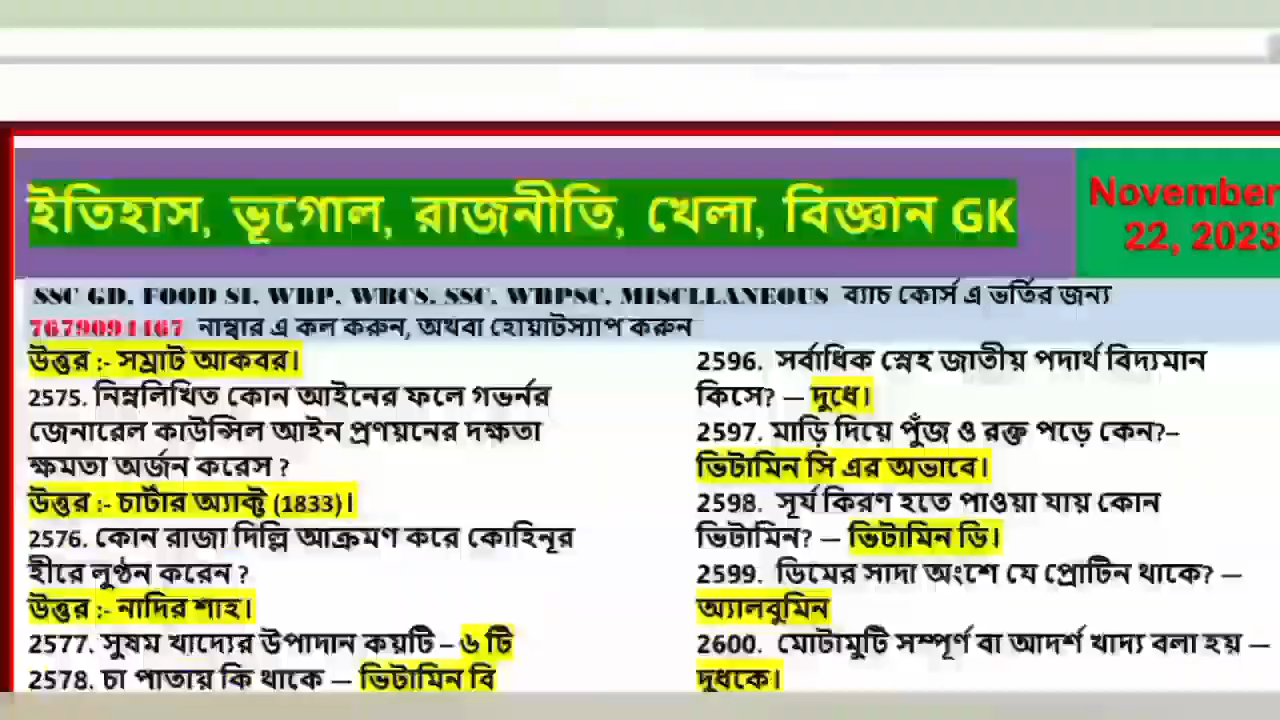 ইতিহাস, ভূগোল, রাজনীতি, খেলা, বিজ্ঞান GK
November
22, 2023
SSC GD, FOOD SI, WBP, WBCS, SSC, WBPSC, MISCLLANEOUS ব্যাচ কোর্স এ ভর্তির জন্য
7679091467 নাম্বার এ কল করুন, অথবা হোয়াটস্যাপ করুন
উত্তর :- সম্রাট আকবর।
2575. নিম্নলিখিত কোন আইনের ফলে গভর্নর
জেনারেল কাউন্সিল আইন প্রণয়নের দক্ষতা
ক্ষমতা অর্জন করেস ?
উত্তর :- চার্টার অ্যাক্ট (1833)।
2576. কোন রাজা দিল্লি আক্রমণ করে কোহিনূর
হীরে লুণ্ঠন করেন ?
উত্তর :- নাদির শাহ।
2577. সুষম খাদ্যের উপাদান কয়টি – ৬ টি
2578. চা পাতায় কি থাকে — ভিটামিন বি
2596. সর্বাধিক স্নেহ জাতীয় পদার্থ বিদ্যমান
কিসে? — দুধে।
2597. মাড়ি দিয়ে পুঁজ ও রক্ত পড়ে কেন?–
ভিটামিন সি এর অভাবে।
2598. সূর্য কিরণ হতে পাওয়া যায় কোন
ভিটামিন? — ভিটামিন ডি।
2599. ডিমের সাদা অংশে যে প্রোটিন থাকে? —
অ্যালবুমিন
2600. মোটামুটি সম্পূর্ণ বা আদর্শ খাদ্য বলা হয় —
দুধকে।